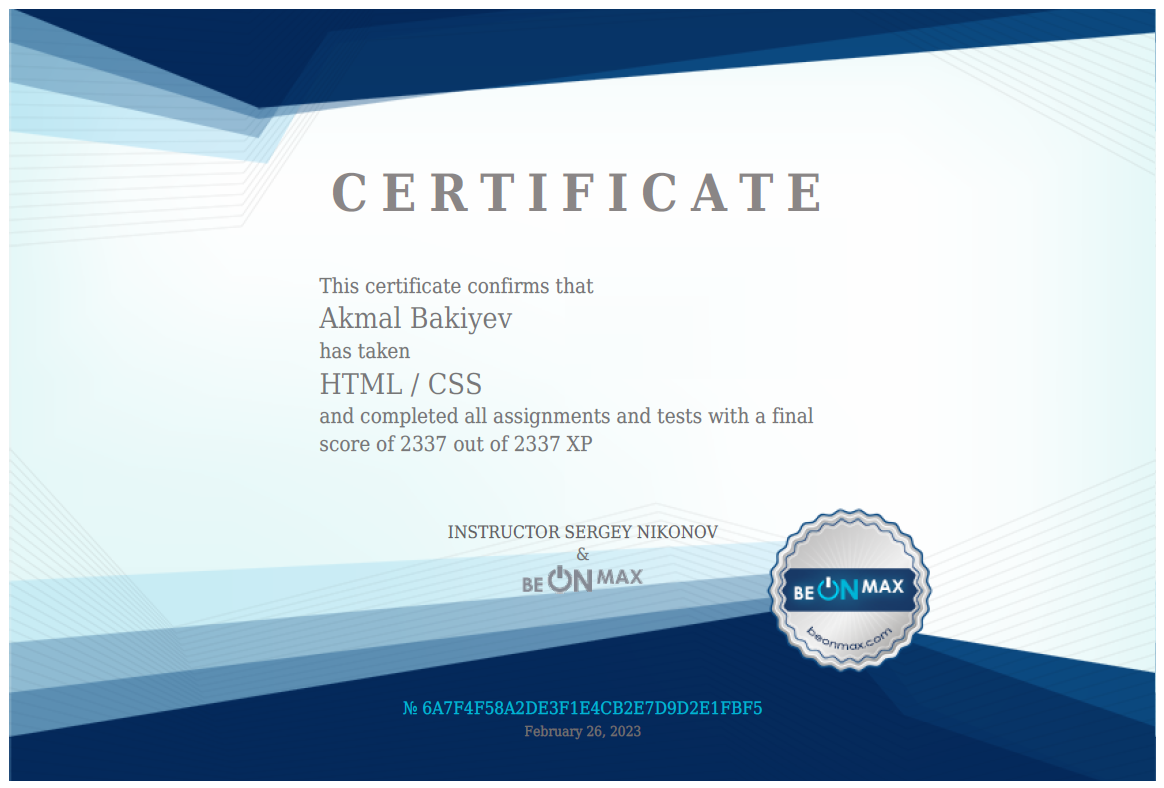 CERTIFICATE
This certificate confirms that
Akmal Bakiyev
has taken
HTML / CSS
and completed all assignments and tests with a final
score of 2337 out of 2337 XP
INSTRUCTOR SERGEY NIKONOV
&
BE ON MAX
BE ON MAX
beonmax.com
№ 6A7F4F58A2DE3F1E4CB2E7D9D2E1FBF5
February 26, 2023